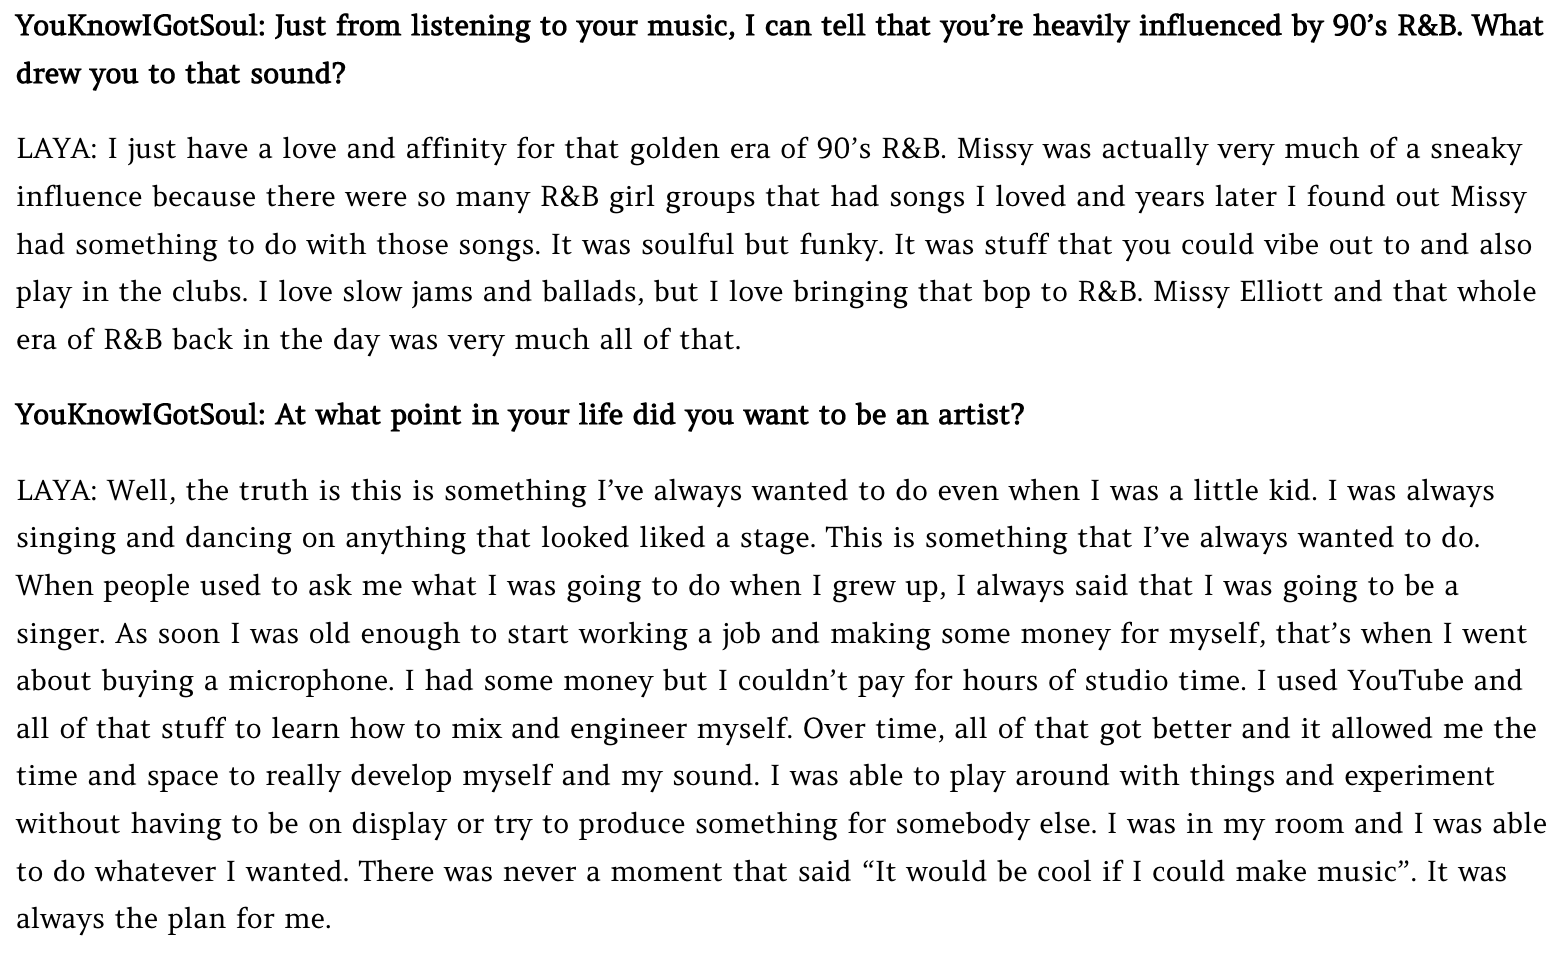 YouKnowIGotSoul: Just from listening to your music, I can tell that you’re heavily influenced by 90’s R&B. What
drew you to that sound?
LAYA: I just have a love and affinity for that golden era of 90’s R&B. Missy was actually very much of a sneaky
influence because there were so many R&B girl groups that had songs I loved and years later I found out Missy
had something to do with those songs. It was soulful but funky. It was stuff that you could vibe out to and also
play in the clubs. I love slow jams and ballads, but I love bringing that bop to R&B. Missy Elliott and that whole
era of R&B back in the day was very much all of that.
YouKnowIGotSoul: At what point in your life did you want to be an artist?
LAYA: Well, the truth is this is something I’ve always wanted to do even when I was a little kid. I was always
singing and dancing on anything that looked liked a stage. This is something that I’ve always wanted to do.
When people used to ask me what I was going to do when I grew up, I always said that I was going to be a
singer. As soon I was old enough to start working a job and making some money for myself, that’s when I went
about buying a microphone. I had some money but I couldn’t pay for hours of studio time. I used YouTube and
all of that stuff to learn how to mix and engineer myself. Over time, all of that got better and it allowed me the
time and space to really develop myself and my sound. I was able to play around with things and experiment
without having to be on display or try to produce something for somebody else. I was in my room and I was able
to do whatever I wanted. There was never a moment that said “It would be cool if I could make music”. It was
always the plan for me.